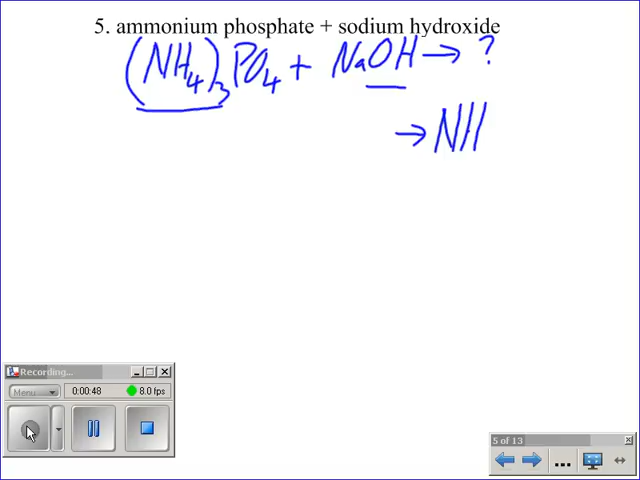 5. ammonium phosphate + sodium hydroxide
(NH₄)₃PO₄ + NaOH → ?
→ NH
Recording...
Menu
0:00:48
8.0 fps
5 of 13
...